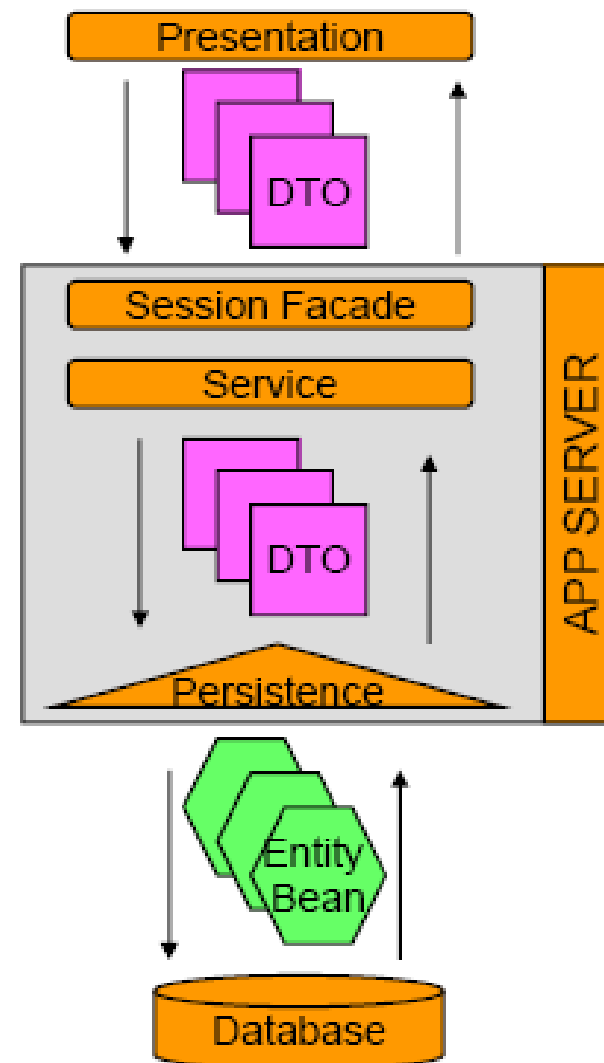 Presentation
DTO
Session Facade
Service
APP SERVER
DTO
Persistence
Entity
Bean
Database